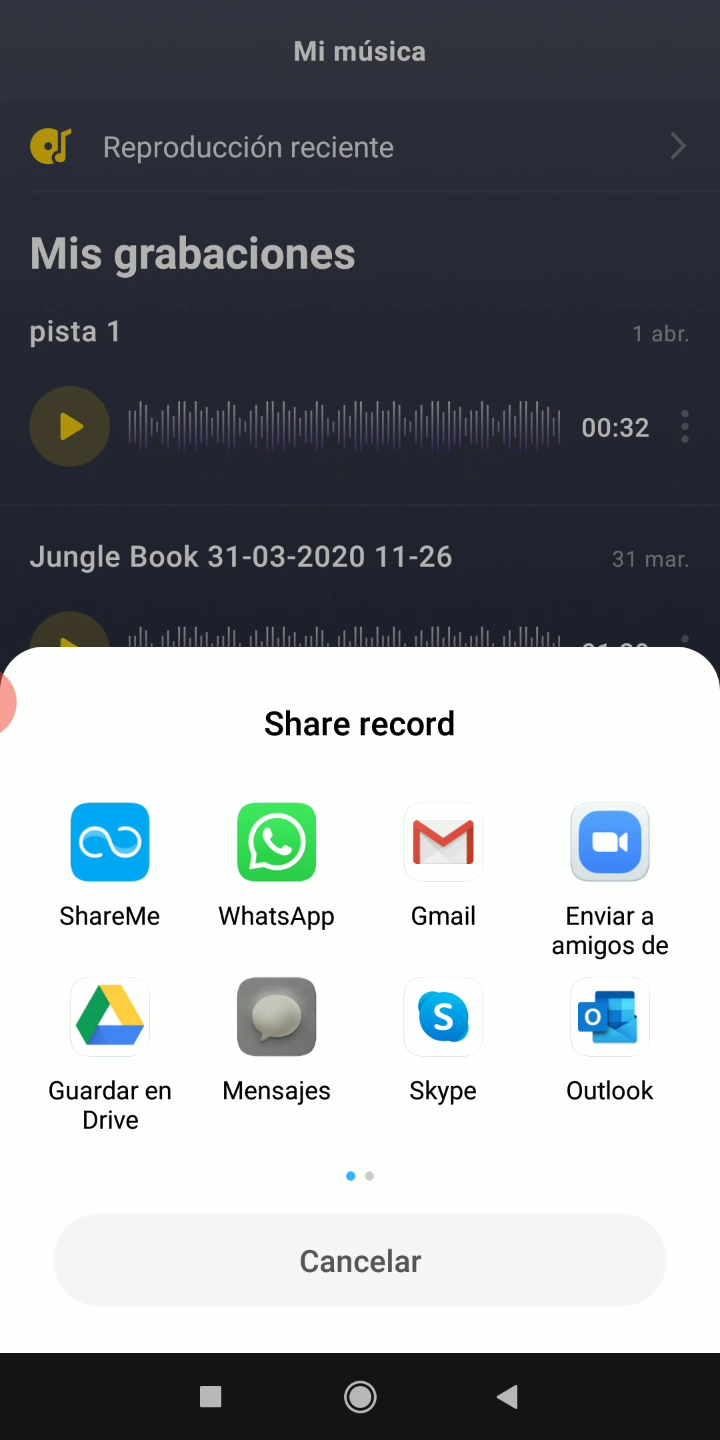 Mi música
Reproducción reciente
Mis grabaciones
pista 1
1 abr.
00:32
Jungle Book 31-03-2020 11-26
31 mar.
Share record
ShareMe
WhatsApp
Gmail
Enviar a
amigos de
Guardar en
Drive
Mensajes
Skype
Outlook
Cancelar